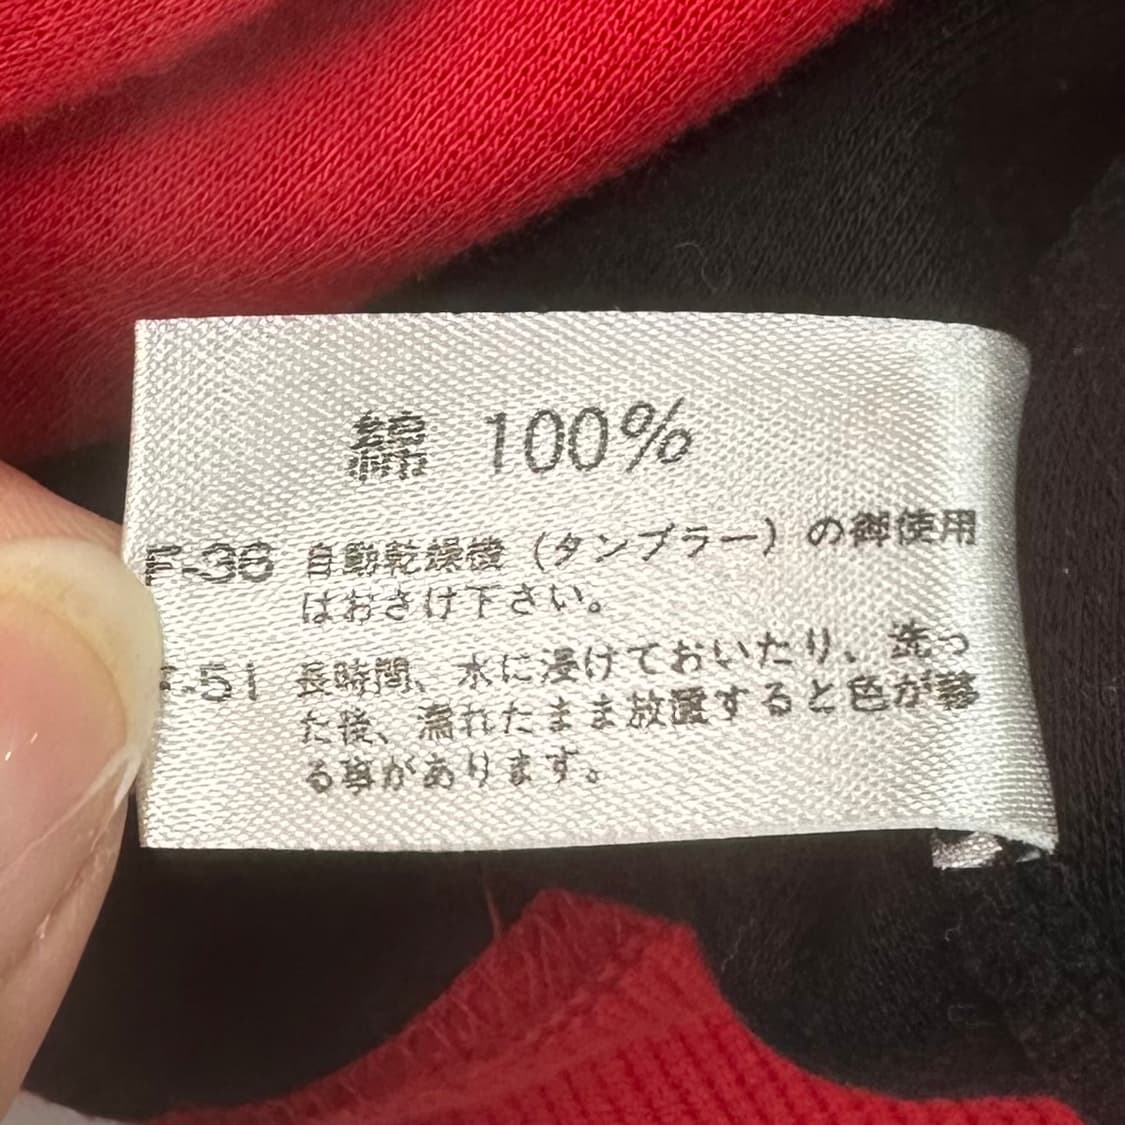 綿 100%
F-36 自動乾燥機（タンブラー）の御使用
はおさけ下さい。
-51 長時間、水に浸けておいたり、洗っ
た後、濡れたまま放置すると色が移
る事があります。